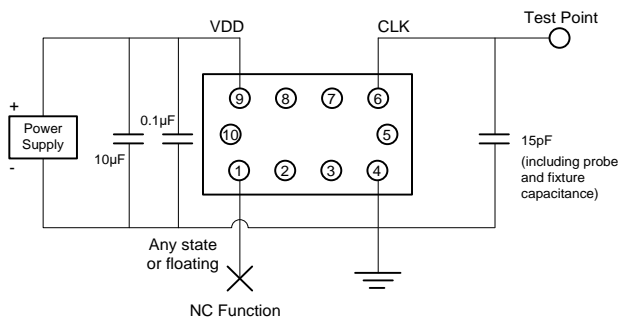 VDD
CLK
Test Point
+
Power
Supply
-
10µF
0.1µF
9
8
7
6
10
5
1
2
3
4
15pF
(including probe
and fixture
capacitance)
Any state
or floating
NC Function